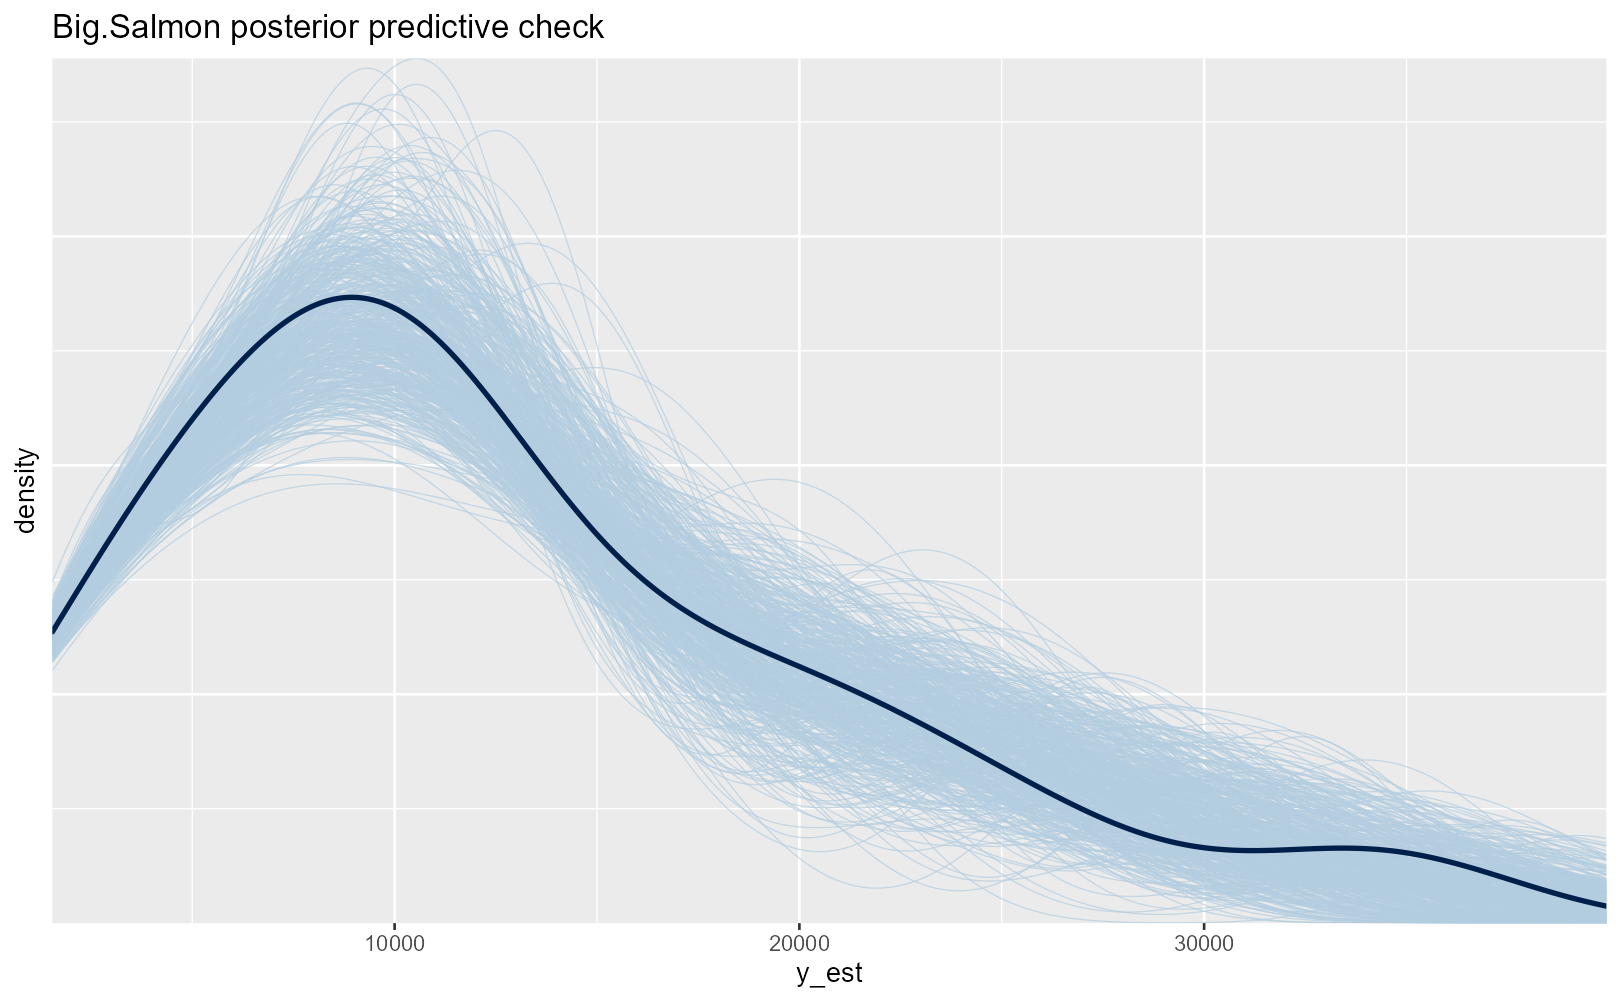 Big.Salmon posterior predictive check
density
10000
20000
30000
y_est